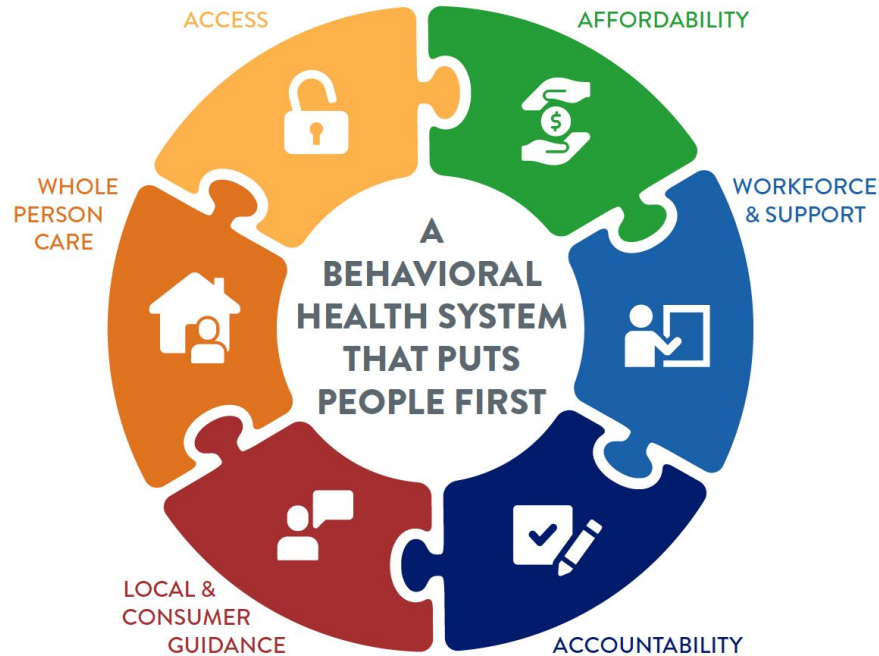 ACCESS
AFFORDABILITY
WHOLE
PERSON
CARE
WORKFORCE
& SUPPORT
$
A
BEHAVIORAL
HEALTH SYSTEM
THAT PUTS
PEOPLE FIRST
LOCAL &
CONSUMER
GUIDANCE
ACCOUNTABILITY